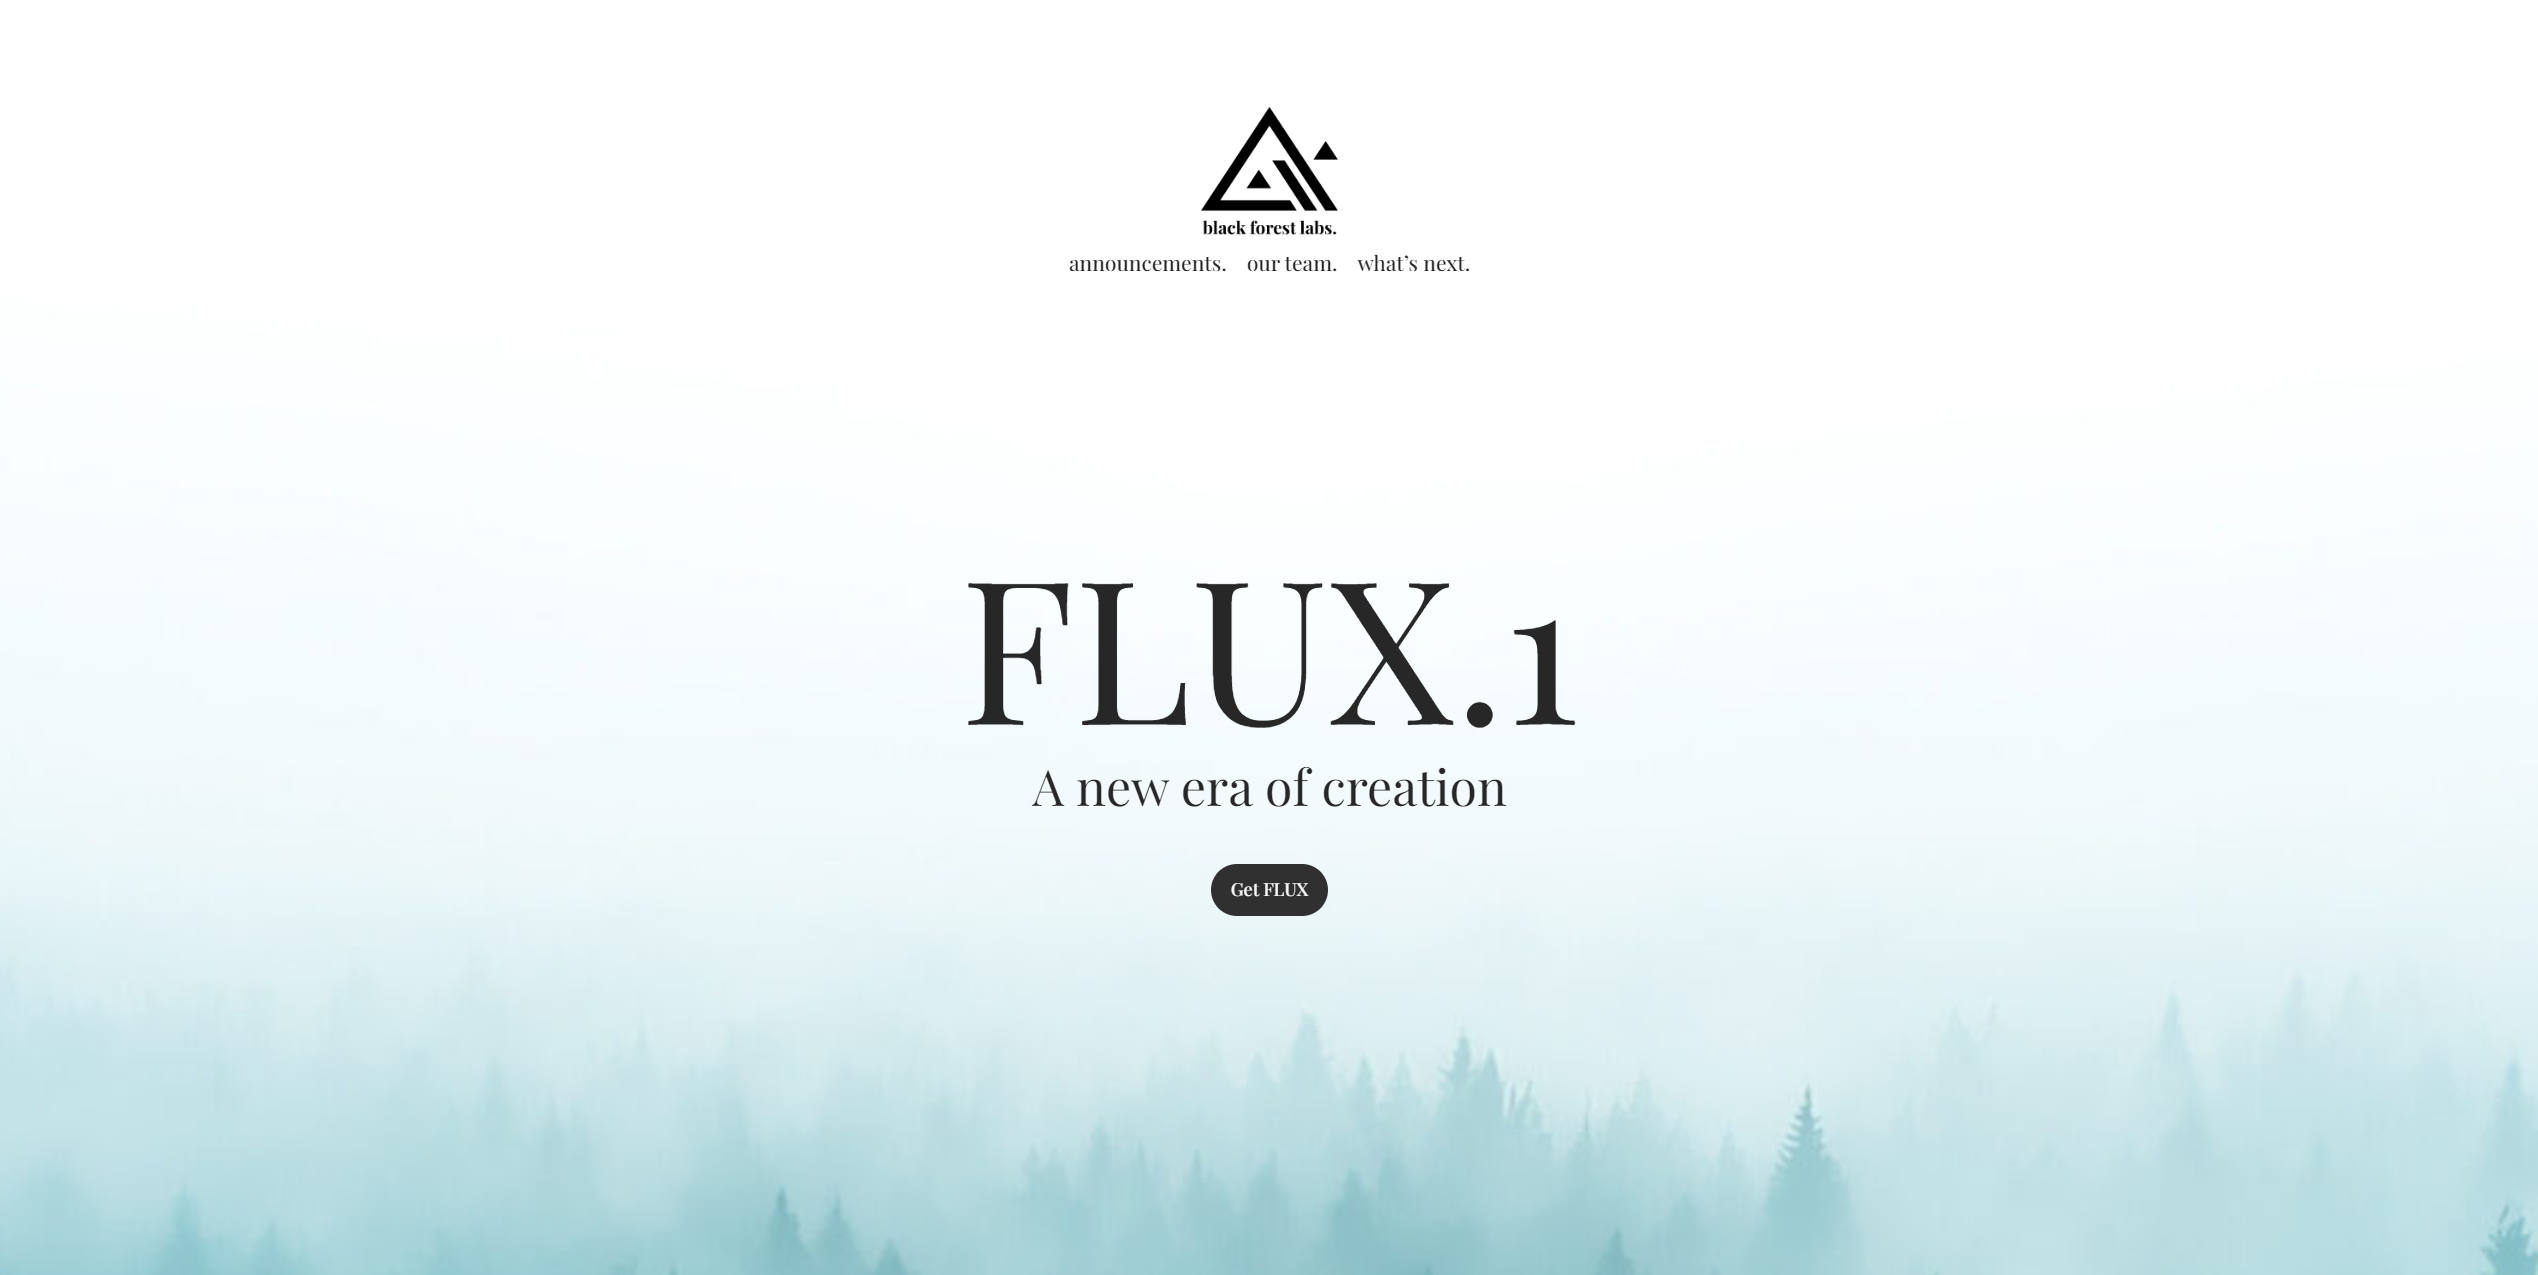 black forest labs.
announcements. our team. what’s next.
FLUX.1
A new era of creation
Get FLUX